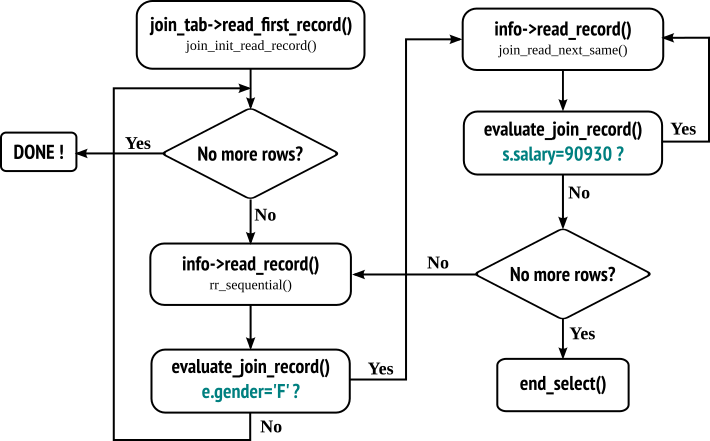 join_tab->read_first_record()
join_init_read_record()
No more rows?
Yes
DONE !
No
info->read_record()
rr_sequential()
evaluate_join_record()
e.gender='F' ?
Yes
No
info->read_record()
join_read_next_same()
evaluate_join_record()
s.salary=90930 ?
Yes
No
No more rows?
No
Yes
end_select()